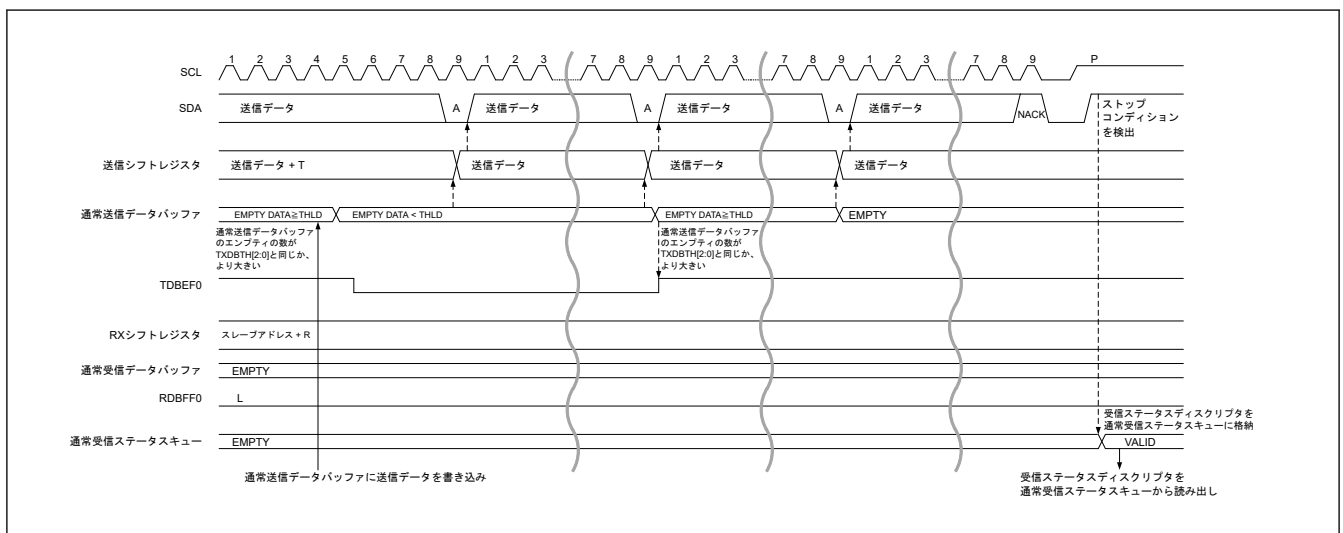 1 2 3 4 5 6 7 8 9 1 2 3 7 8 9 1 2 3 7 8 9 1 2 3 7 8 9 P
SCL
SDA 送信データ A 送信データ A 送信データ A 送信データ NACK
ストップ
コンディション
を検出
送信シフトレジスタ 送信データ + T 送信データ 送信データ 送信データ
通常送信データバッファ EMPTY DATA≧THLD EMPTY DATA < THLD EMPTY DATA≧THLD EMPTY
通常送信データバッファ
のエンプティの数が
TXDBTH[2:0]と同じか、
より大きい
通常送信データバッファ
のエンプティの数が
TXDBTH[2:0]と同じか、
より大きい
TDBEF0
RXシフトレジスタ スレーブアドレス + R
通常受信データバッファ EMPTY
RDBFF0 L
受信ステータスディスクリプタを
通常受信ステータスキューに格納
通常受信ステータスキュー EMPTY VALID
通常送信データバッファに送信データを書き込み
受信ステータスディスクリプタを
通常受信ステータスキューから読み出し